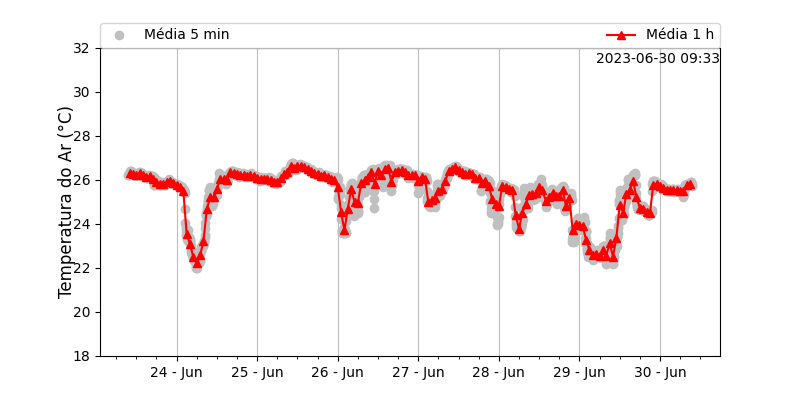 Média 5 min
Média 1 h
2023-06-30 09:33
Temperatura do Ar (°C)
32
30
28
26
24
22
20
18
24 - Jun
25 - Jun
26 - Jun
27 - Jun
28 - Jun
29 - Jun
30 - Jun